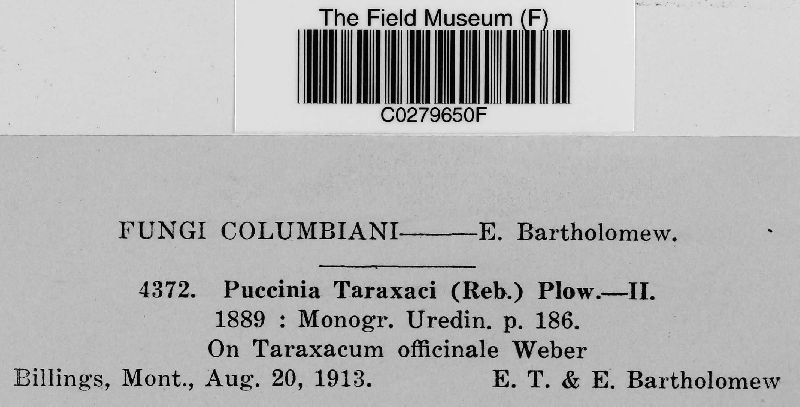 The Field Museum (F)
C0279650F
FUNGI COLUMBIANI———E. Bartholomew.
4372. Puccinia Taraxaci (Reb.) Plow.—II.
1889 : Monogr. Uredin. p. 186.
On Taraxacum officinale Weber
Billings, Mont., Aug. 20, 1913. E. T. & E. Bartholomew